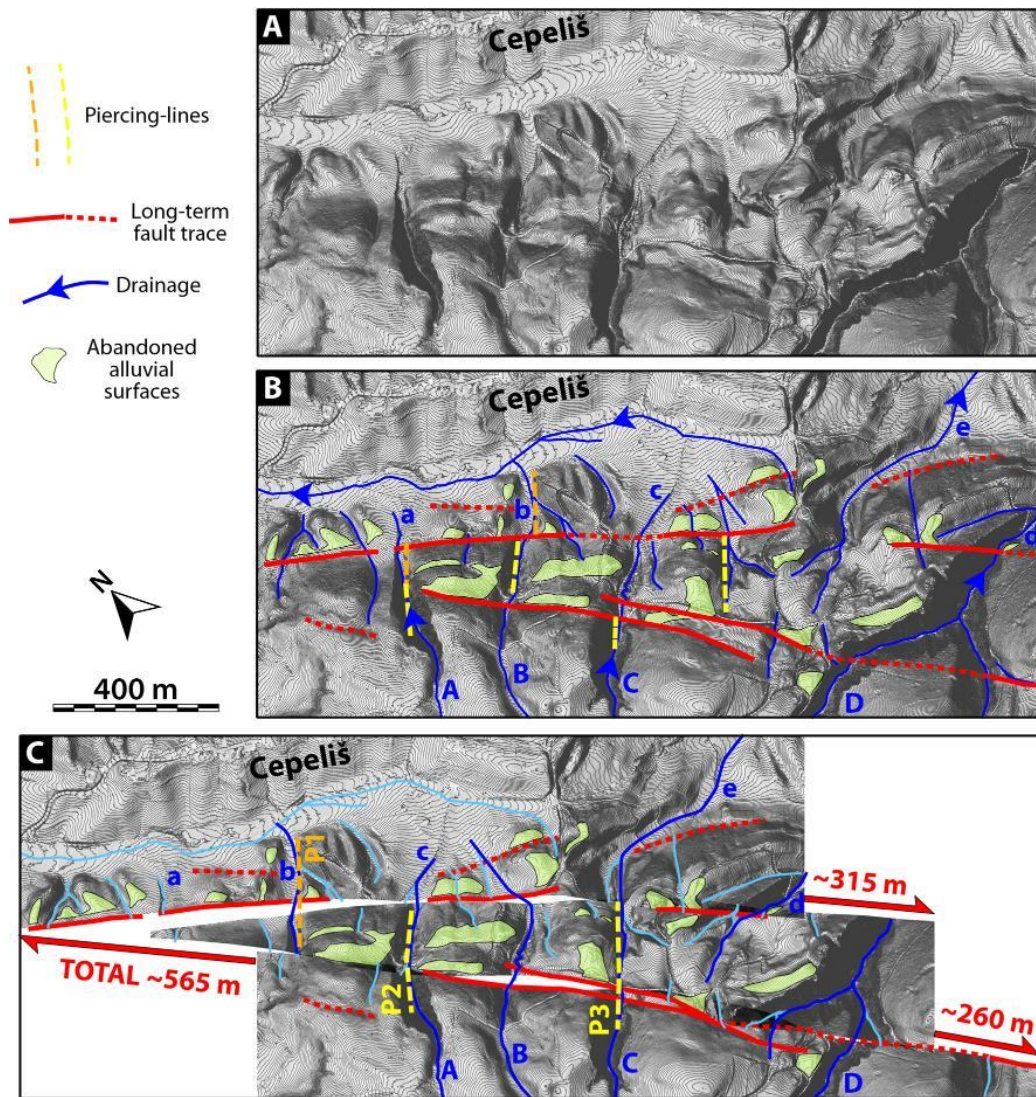 Piercing-lines
Long-term
fault trace
Drainage
Abandoned
alluvial
surfaces
N
400 m
A
Cepeliš
B
Cepeliš
e
c
b
a
d
A
B
C
D
C
Cepeliš
e
P1
c
a
b
d
~315 m
TOTAL ~565 m
P2
P3
~260 m
A
B
C
D